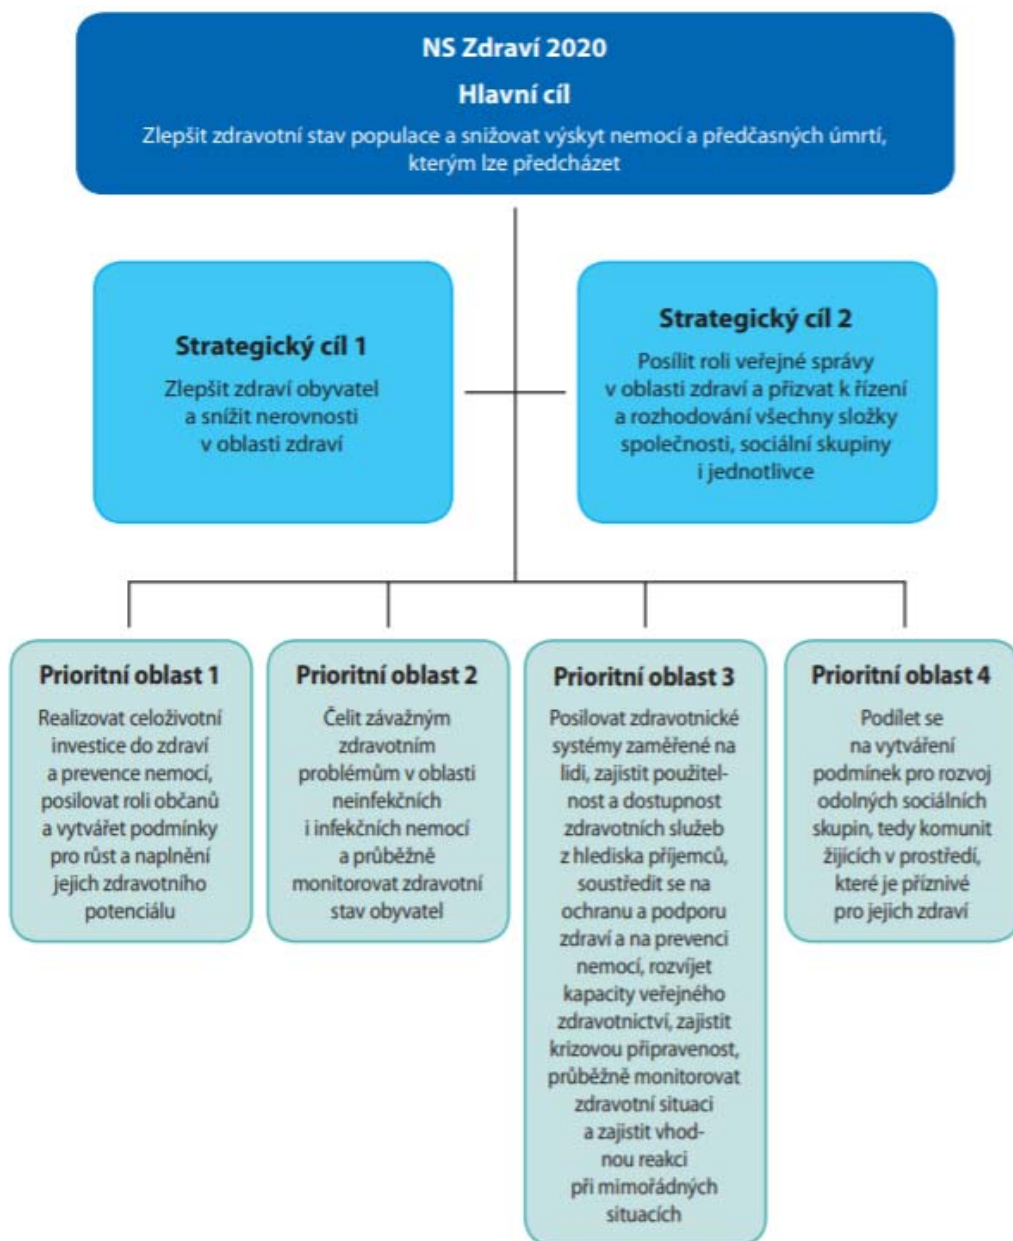 NS Zdraví 2020
Hlavní cíl
Zlepšit zdravotní stav populace a snižovat výskyt nemocí a předčasných úmrtí,
kterým lze předcházet
Strategický cíl 1
Zlepšit zdraví obyvatel
a snížit nerovnosti
v oblasti zdraví
Strategický cíl 2
Posílit roli veřejné správy
v oblasti zdraví a přizvat k řízení
a rozhodování všechny složky
společnosti, sociální skupiny
i jednotlivce
Prioritní oblast 1
Realizovat celoživotní
investice do zdraví
a prevence nemocí,
posilovat roli občanů
a vytvářet podmínky
pro růst a naplnění
jejich zdravotního
potenciálu
Prioritní oblast 2
Čelit závažným
zdravotním
problémům v oblasti
neinfekčních
i infekčních nemocí
a průběžně
monitorovat zdravotní
stav obyvatel
Prioritní oblast 3
Posilovat zdravotnické
systémy zaměřené na
lidi, zajistit použitel-
nost a dostupnost
zdravotních služeb
z hlediska příjemců,
soustředit se na
ochranu a podporu
zdraví a na prevenci
nemocí, rozvíjet
kapacity veřejného
zdravotnictví, zajistit
krizovou připravenost,
průběžně monitorovat
zdravotní situaci
a zajistit vhod-
nou reakci
při mimořádných
situacích
Prioritní oblast 4
Podílet se
na vytváření
podmínek pro rozvoj
odolných sociálních
skupin, tedy komunit
žijících v prostředí,
které je příznivé
pro jejich zdraví